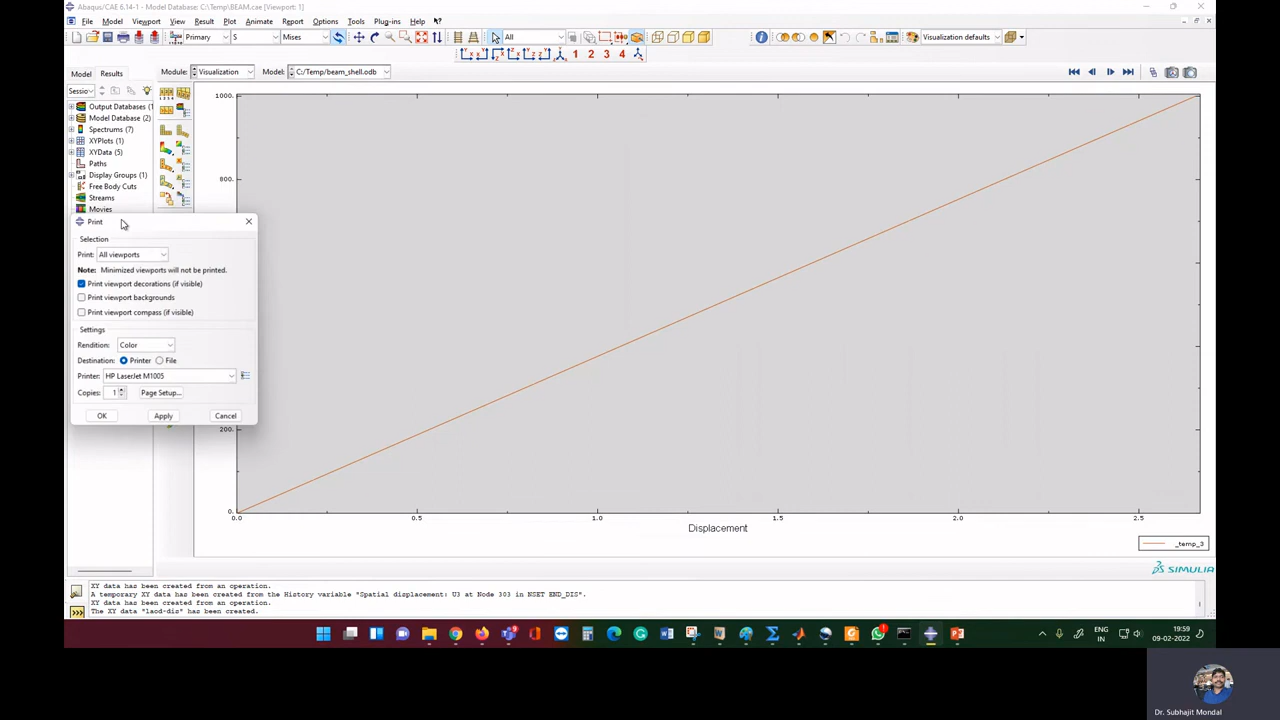 Abaqus/CAE 6.14-1 - Model Database: C:\Temp\BEAM.cae [Viewport: 1]
File Model Viewport View Result Plot Animate Report Options Tools Plug-ins Help
Primary S Mises All Visualization defaults
1 2 3 4
Model Results Module: Visualization Model: C:/Temp/beam_shell.odb
Sessio
Output Databases (1
Model Database (2)
Spectrums (7)
XYPlots (1)
XYData (5)
Paths
Display Groups (1)
Free Body Cuts
Streams
Movies
Print
Selection
Print: All viewports
Note: Minimized viewports will not be printed.
Print viewport decorations (if visible)
Print viewport backgrounds
Print viewport compass (if visible)
Settings
Rendition: Color
Destination: Printer File
Printer: HP LaserJet M1005
Copies: 1 Page Setup...
OK Apply Cancel
1000.
800.
200.
0.
0.0 0.5 1.0 1.5 2.0 2.5
Displacement
_temp_3
SIMULIA
XY data has been created from an operation.
A temporary XY data has been created from the History variable "Spatial displacement: U3 at Node 303 in NSET END_DIS".
XY data has been created from an operation.
The XY data "laod-dis" has been created.
ENG
IN
19:59
09-02-2022
Dr. Subhajit Mondal